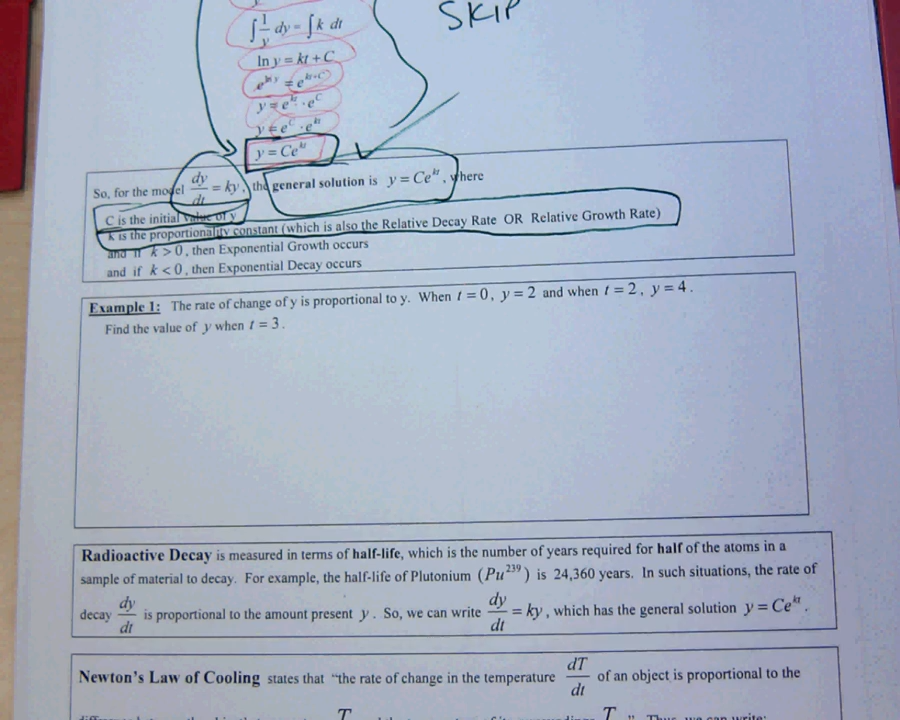 SKIP
∫ 1/y dy = ∫ k dt
ln y = kt + C
e^(ln y) = e^(kt+C)
y = e^(kt) · e^C
y = e^C · e^(kt)
y = Ce^(kt)
So, for the model dy/dt = ky, the general solution is y = Ce^(kt), where
C is the initial value of y
k is the proportionality constant (which is also the Relative Decay Rate OR Relative Growth Rate)
and if k > 0, then Exponential Growth occurs
and if k < 0, then Exponential Decay occurs
Example 1: The rate of change of y is proportional to y. When t = 0, y = 2 and when t = 2, y = 4.
Find the value of y when t = 3.
Radioactive Decay is measured in terms of half-life, which is the number of years required for half of the atoms in a
sample of material to decay. For example, the half-life of Plutonium (Pu^239) is 24,360 years. In such situations, the rate of
decay dy/dt is proportional to the amount present y. So, we can write dy/dt = ky, which has the general solution y = Ce^(kt).
Newton's Law of Cooling states that "the rate of change in the temperature dT/dt of an object is proportional to the
T T ." Thus, we can write: